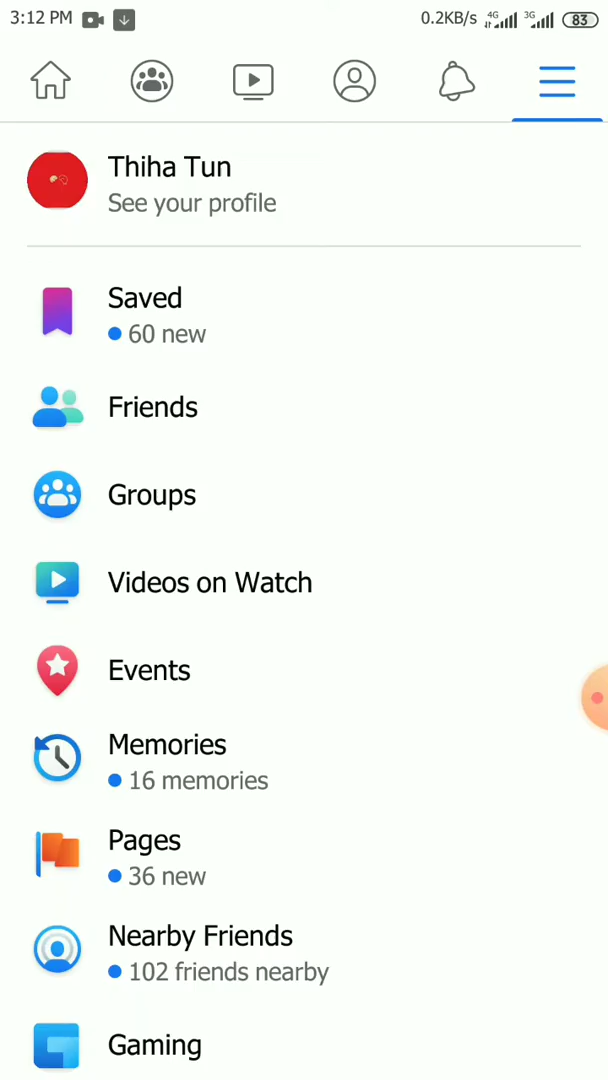 3:12 PM 0.2KB/s 4G 3G 83
Thiha Tun
See your profile
Saved
60 new
Friends
Groups
Videos on Watch
Events
Memories
16 memories
Pages
36 new
Nearby Friends
102 friends nearby
Gaming